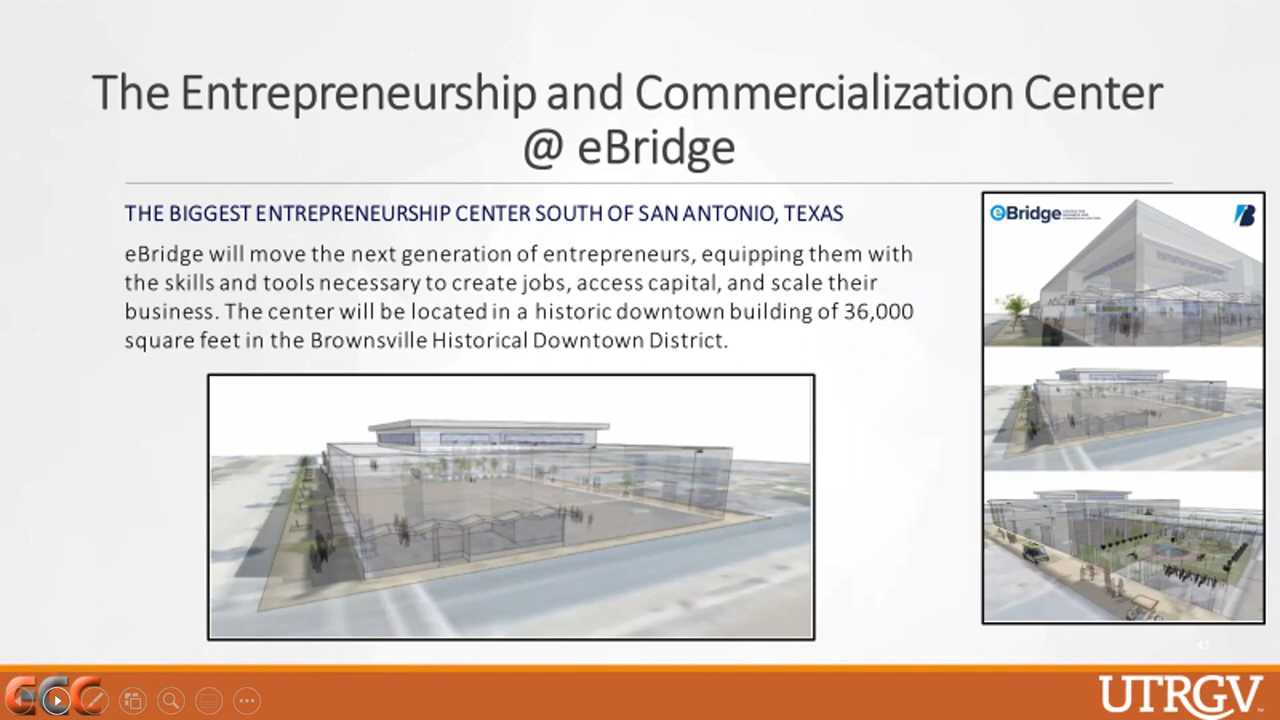 The Entrepreneurship and Commercialization Center
@ eBridge
THE BIGGEST ENTREPRENEURSHIP CENTER SOUTH OF SAN ANTONIO, TEXAS
eBridge will move the next generation of entrepreneurs, equipping them with
the skills and tools necessary to create jobs, access capital, and scale their
business. The center will be located in a historic downtown building of 36,000
square feet in the Brownsville Historical Downtown District.
eBridge
43
UTRGV